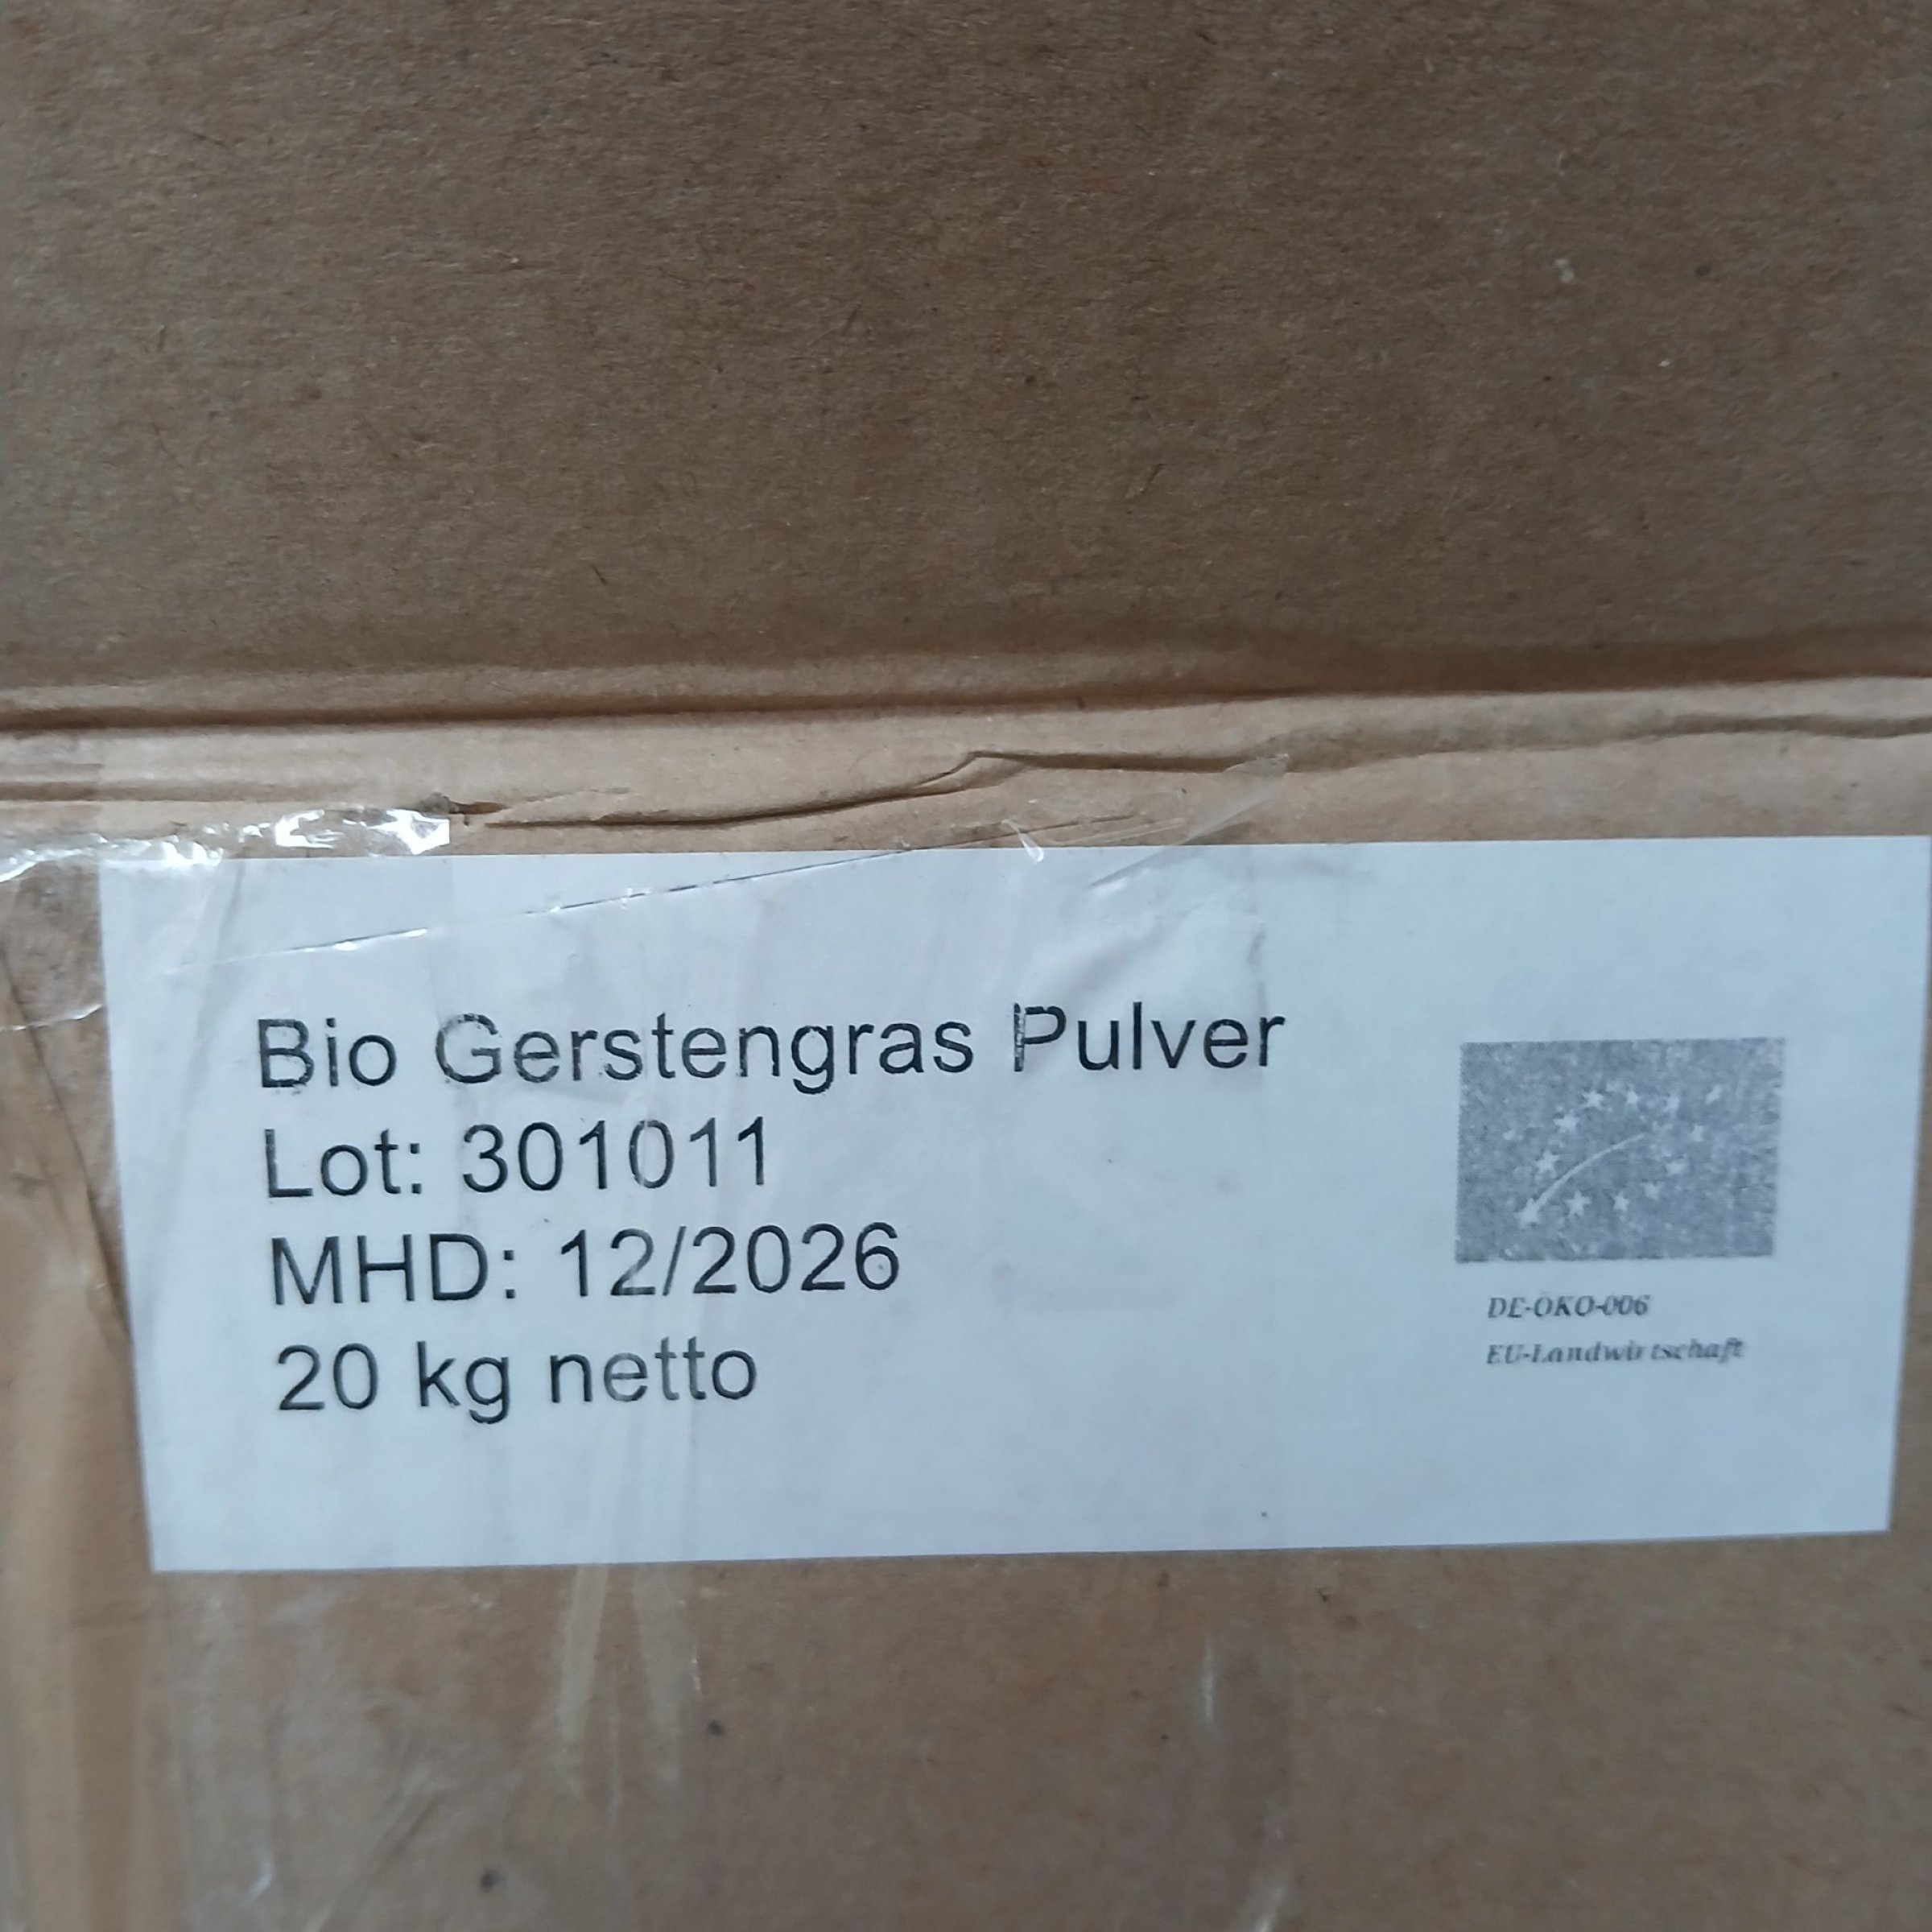 Bio Gerstengras Pulver
Lot: 301011
MHD: 12/2026
20 kg netto
DE-ÖKO-006
EU-Landwirtschaft